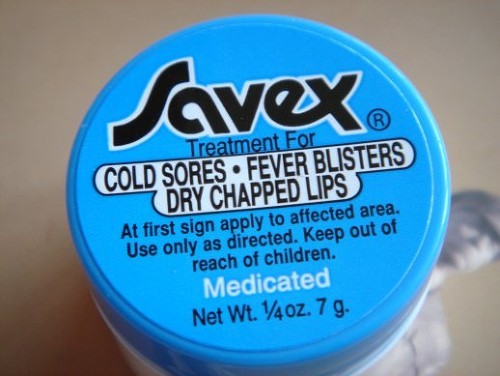 Savex®
Treatment For
COLD SORES • FEVER BLISTERS
DRY CHAPPED LIPS
At first sign apply to affected area.
Use only as directed. Keep out of
reach of children.
Medicated
Net Wt. ¼ oz. 7 g.